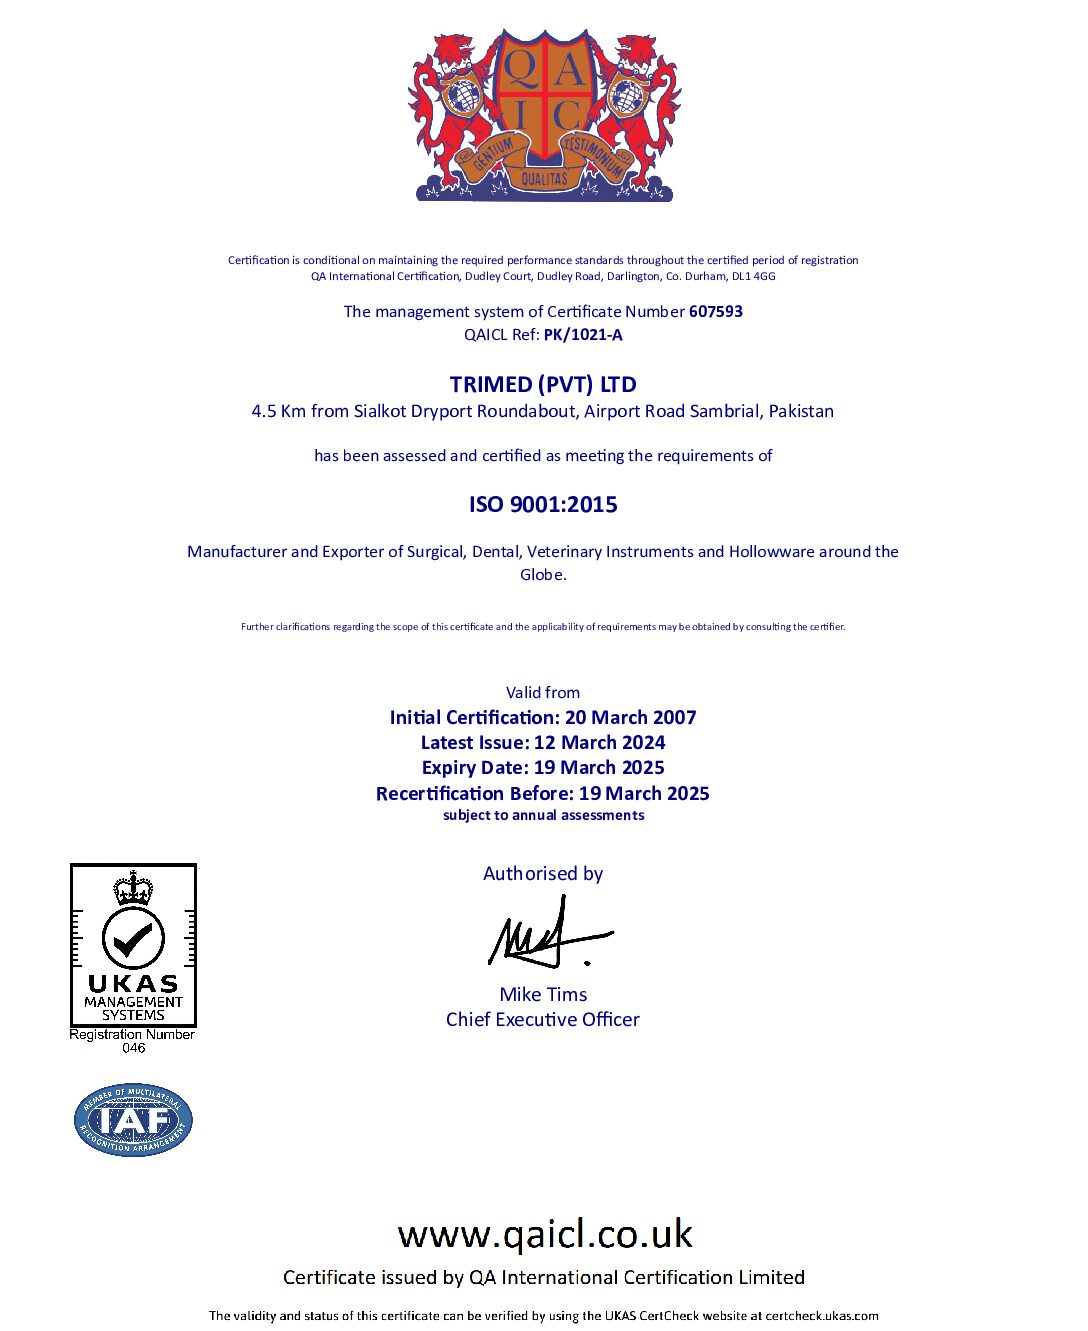 Q A
I C
GENTIUM QUALITAS TESTIMONIUM
Certification is conditional on maintaining the required performance standards throughout the certified period of registration
QA International Certification, Dudley Court, Dudley Road, Darlington, Co. Durham, DL1 4GG
The management system of Certificate Number 607593
QAICL Ref: PK/1021-A
TRIMED (PVT) LTD
4.5 Km from Sialkot Dryport Roundabout, Airport Road Sambrial, Pakistan
has been assessed and certified as meeting the requirements of
ISO 9001:2015
Manufacturer and Exporter of Surgical, Dental, Veterinary Instruments and Hollowware around the
Globe.
Further clarifications regarding the scope of this certificate and the applicability of requirements may be obtained by consulting the certifier.
Valid from
Initial Certification: 20 March 2007
Latest Issue: 12 March 2024
Expiry Date: 19 March 2025
Recertification Before: 19 March 2025
subject to annual assessments
Authorised by
Mike Tims
Chief Executive Officer
UKAS
MANAGEMENT
SYSTEMS
Registration Number
046
MEMBER OF MULTILATERAL
IAF
RECOGNITION ARRANGEMENT
www.qaicl.co.uk
Certificate issued by QA International Certification Limited
The validity and status of this certificate can be verified by using the UKAS CertCheck website at certcheck.ukas.com